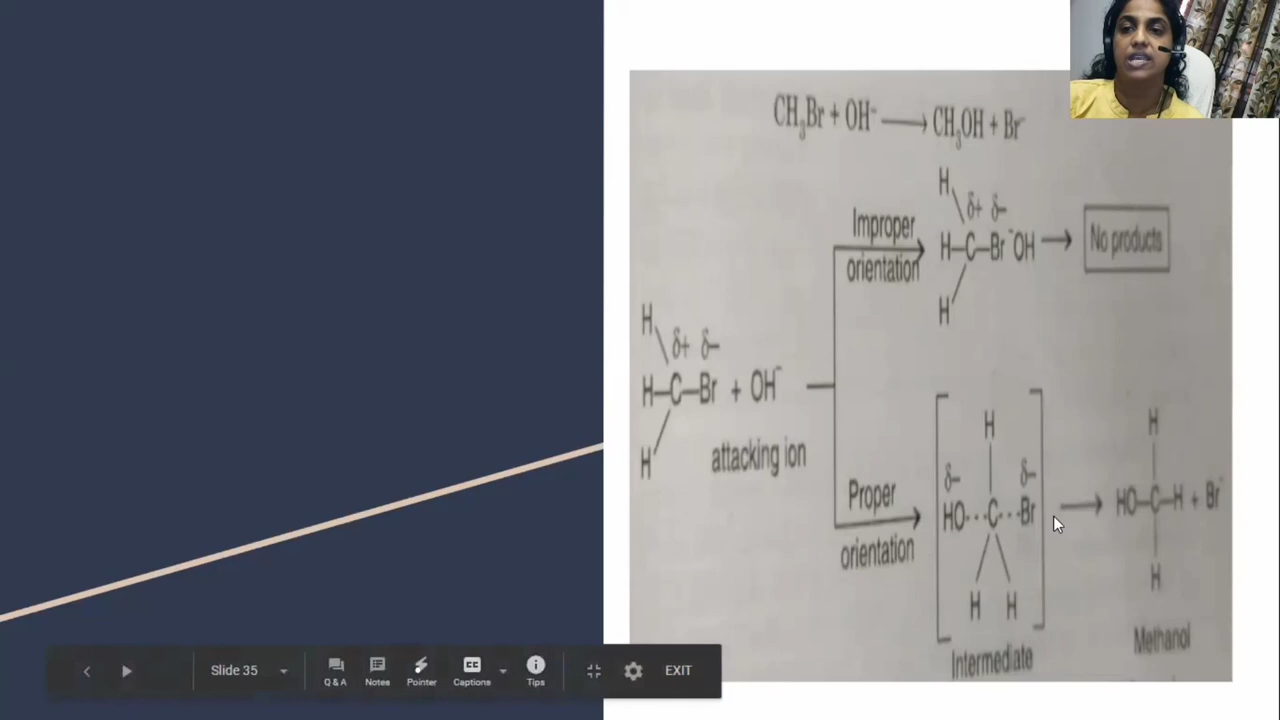 CH₃Br + OH⁻ ⟶ CH₃OH + Br⁻
H
δ+ δ−
Improper
orientation
H–C–Br ⁻OH → No products
H
H
δ+ δ−
H–C–Br + OH⁻
H
attacking ion
H
δ− δ−
Proper
orientation
HO---C---Br
H H
Intermediate
→
H
HO–C–H + Br⁻
H
Methanol
Slide 35
Q & A
Notes
Pointer
CC
Captions
Tips
EXIT